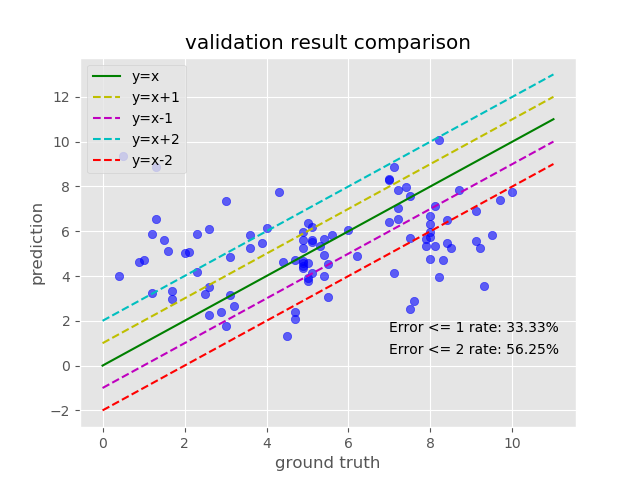 validation result comparison
y=x
y=x+1
y=x-1
y=x+2
y=x-2
12
10
8
6
4
2
0
−2
prediction
Error <= 1 rate: 33.33%
Error <= 2 rate: 56.25%
0 2 4 6 8 10
ground truth